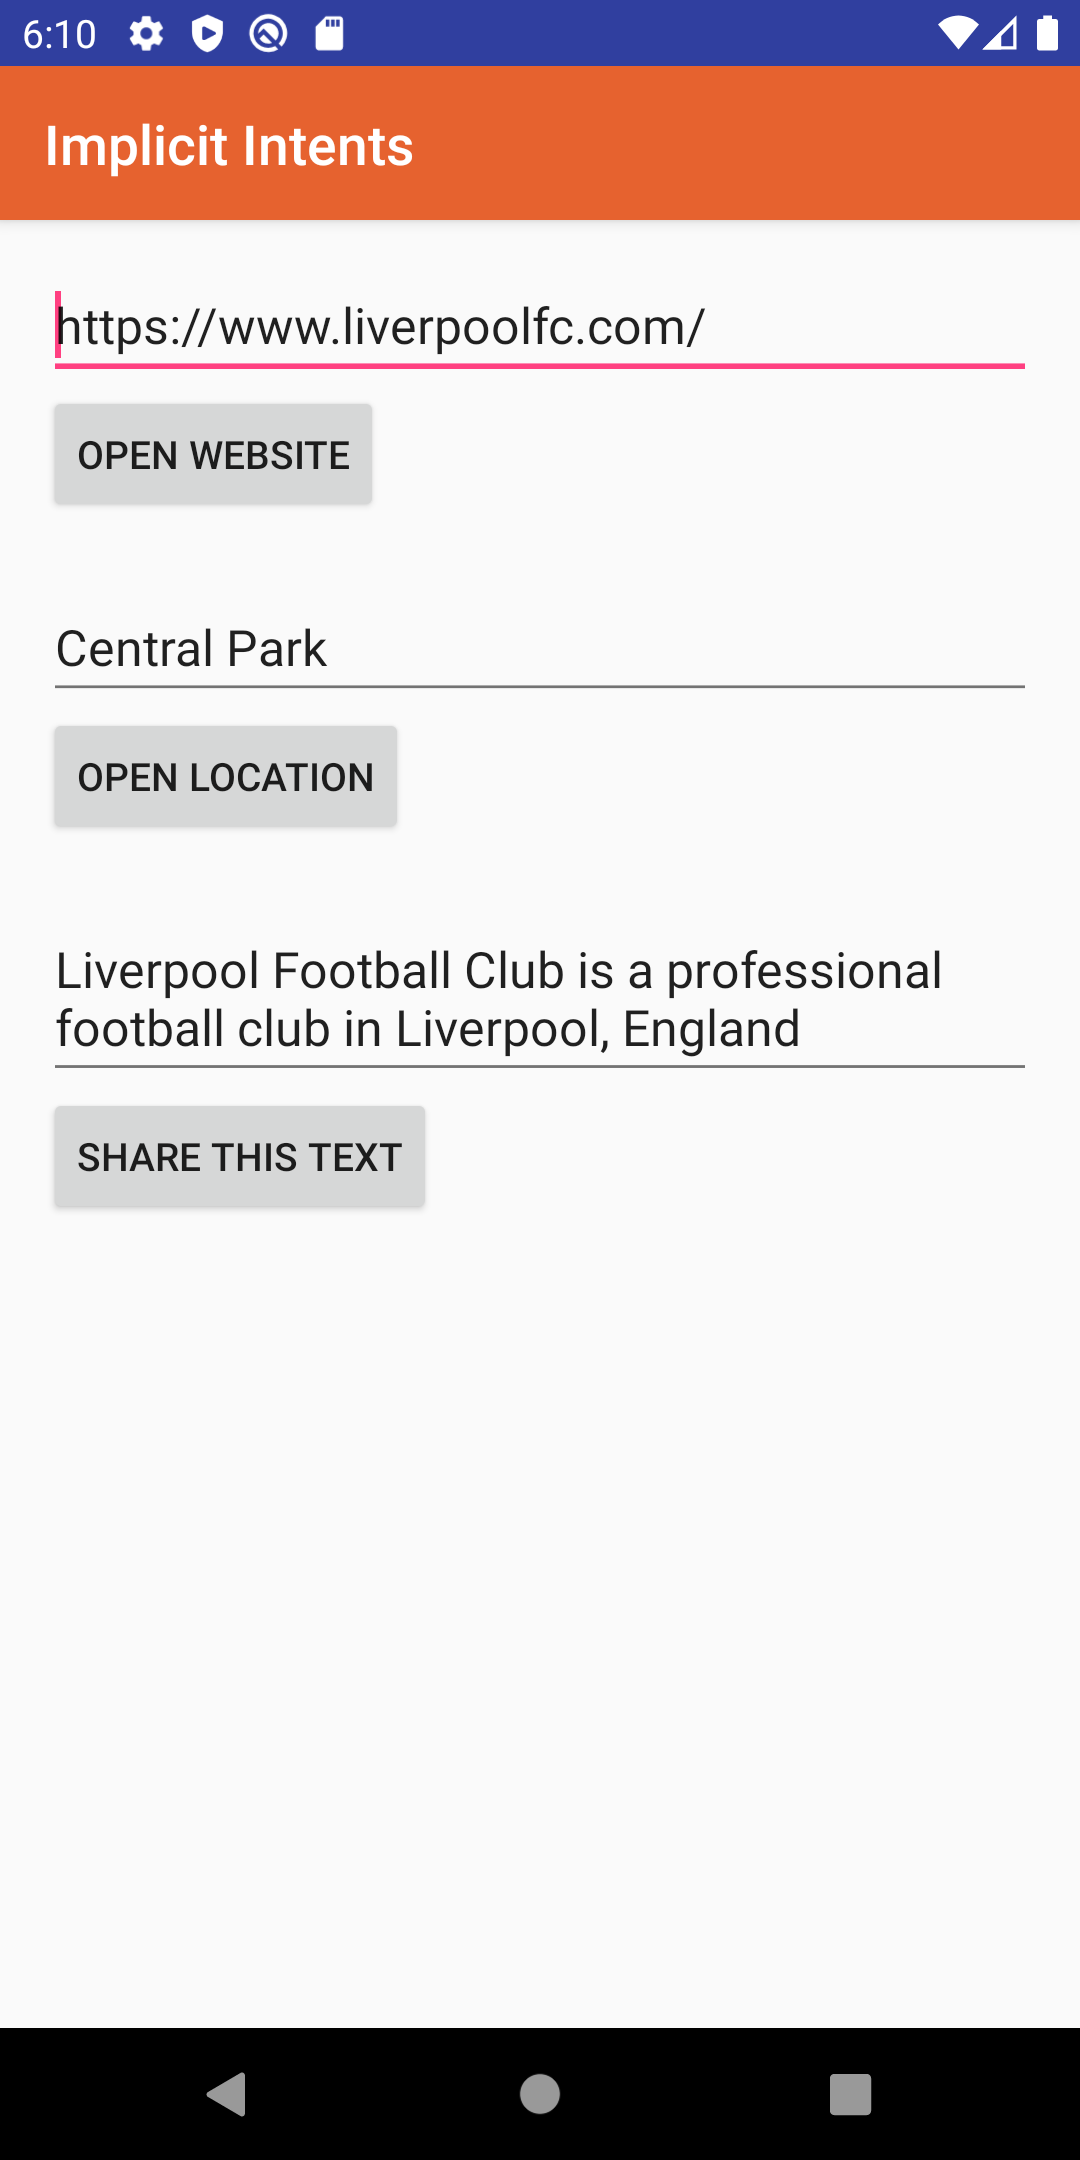 6:10
Implicit Intents
https://www.liverpoolfc.com/
OPEN WEBSITE
Central Park
OPEN LOCATION
Liverpool Football Club is a professional
football club in Liverpool, England
SHARE THIS TEXT